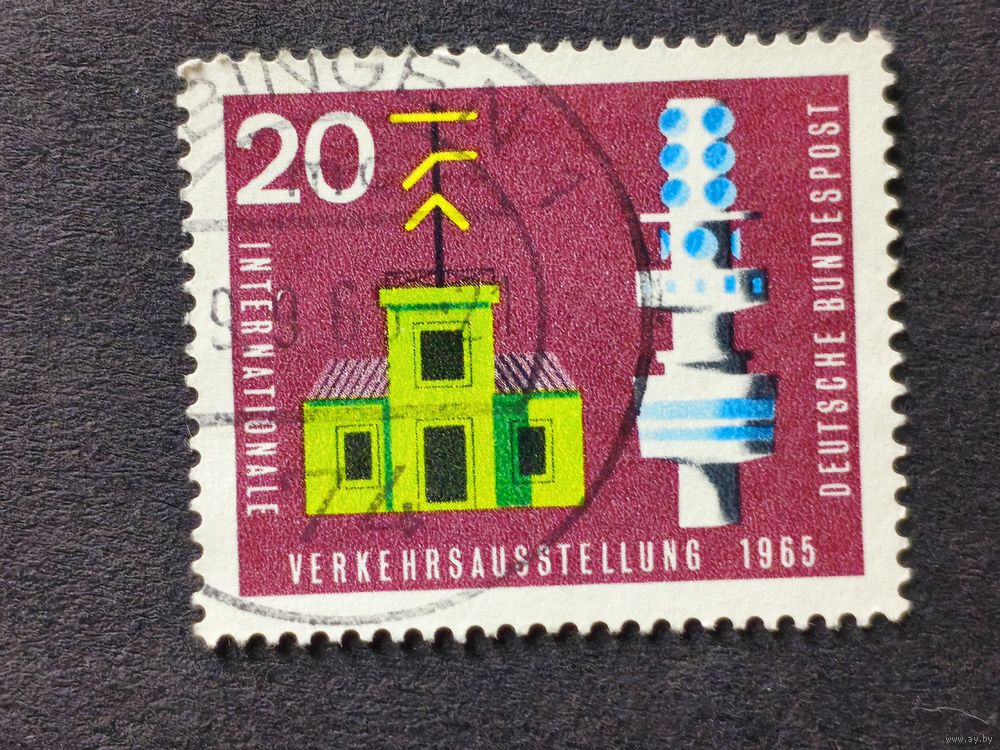 20
INTERNATIONALE
VERKEHRSAUSSTELLUNG 1965
DEUTSCHE BUNDESPOST
www.ay.by